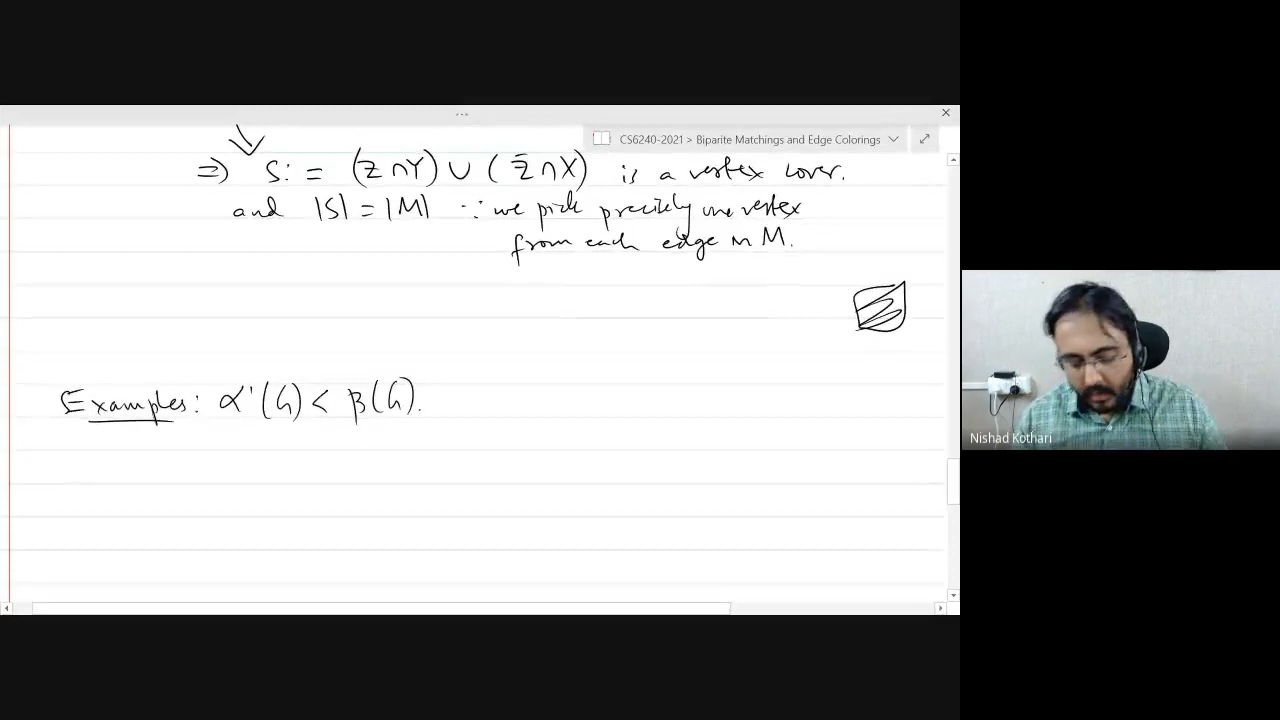 CS6240-2021 > Biparite Matchings and Edge Colorings
⇒) S := (Z ∩ Y) ∪ (Z̄ ∩ X) is a vertex cover.
and |S| = |M| ∵ we pick precisely one vertex
from each edge in M.
Examples: α'(G) < β(G).
Nishad Kothari